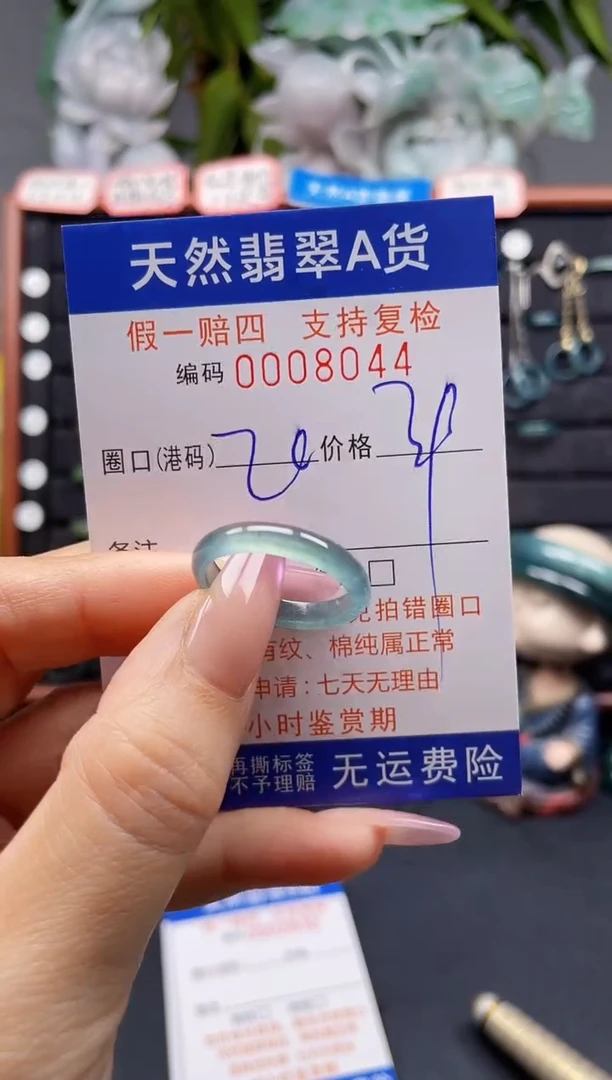 天然翡翠A货
假一赔四 支持复检
编码 0008044
圈口(港码) 20 价格
备注
拍错圈口
有纹、棉纯属正常
申请:七天无理由
小时鉴赏期
再撕标签
不予理赔
无运费险